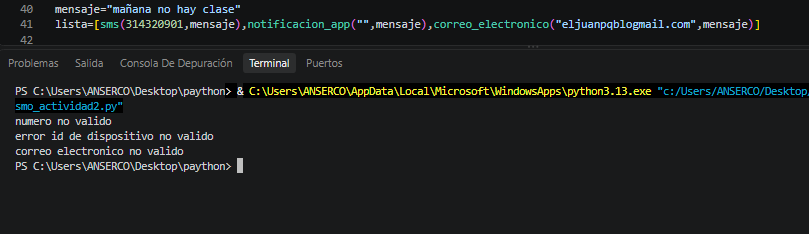 40 mensaje="mañana no hay clase"
41 lista=[sms(314320901,mensaje),notificacion_app("",mensaje),correo_electronico("eljuanpqblogmail.com",mensaje)]
42
Problemas Salida Consola De Depuración Terminal Puertos
PS C:\Users\ANSERCO\Desktop\paython> & C:\Users\ANSERCO\AppData\Local\Microsoft\WindowsApps\python3.13.exe "c:/Users/ANSERCO/Desktop/
smo_actividad2.py"
numero no valido
error id de dispositivo no valido
correo electronico no valido
PS C:\Users\ANSERCO\Desktop\paython>